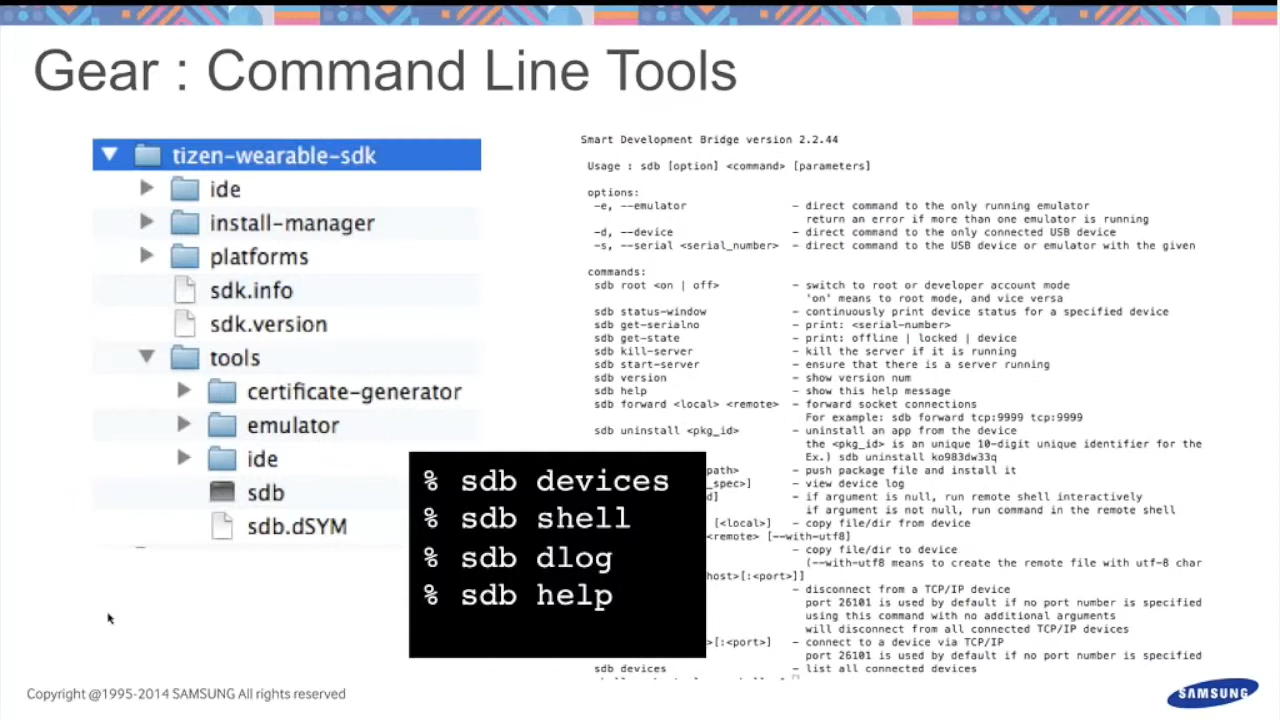 Gear : Command Line Tools
tizen-wearable-sdk
ide
install-manager
platforms
sdk.info
sdk.version
tools
certificate-generator
emulator
ide
sdb
sdb.dSYM
% sdb devices
% sdb shell
% sdb dlog
% sdb help
Smart Development Bridge version 2.2.44
Usage : sdb [option] <command> [parameters]
options:
-e, --emulator - direct command to the only running emulator
return an error if more than one emulator is running
-d, --device - direct command to the only connected USB device
-s, --serial <serial_number> - direct command to the USB device or emulator with the given
commands:
sdb root <on | off> - switch to root or developer account mode
'on' means to root mode, and vice versa
sdb status-window - continuously print device status for a specified device
sdb get-serialno - print: <serial-number>
sdb get-state - print: offline | locked | device
sdb kill-server - kill the server if it is running
sdb start-server - ensure that there is a server running
sdb version - show version num
sdb help - show this help message
sdb forward <local> <remote> - forward socket connections
For example: sdb forward tcp:9999 tcp:9999
sdb uninstall <pkg_id> - uninstall an app from the device
the <pkg_id> is an unique 10-digit unique identifier for the
Ex.) sdb uninstall ko983dw33q
path> - push package file and install it
_spec>] - view device log
d] - if argument is null, run remote shell interactively
if argument is not null, run command in the remote shell
[<local>] - copy file/dir from device
<remote> [--with-utf8]
- copy file/dir to device
(--with-utf8 means to create the remote file with utf-8 char
host>[:<port>]]
- disconnect from a TCP/IP device
port 26101 is used by default if no port number is specified
using this command with no additional arguments
will disconnect from all connected TCP/IP devices
>[:<port>] - connect to a device via TCP/IP
port 26101 is used by default if no port number is specified
sdb devices - list all connected devices
Copyright @1995-2014 SAMSUNG All rights reserved
SAMSUNG